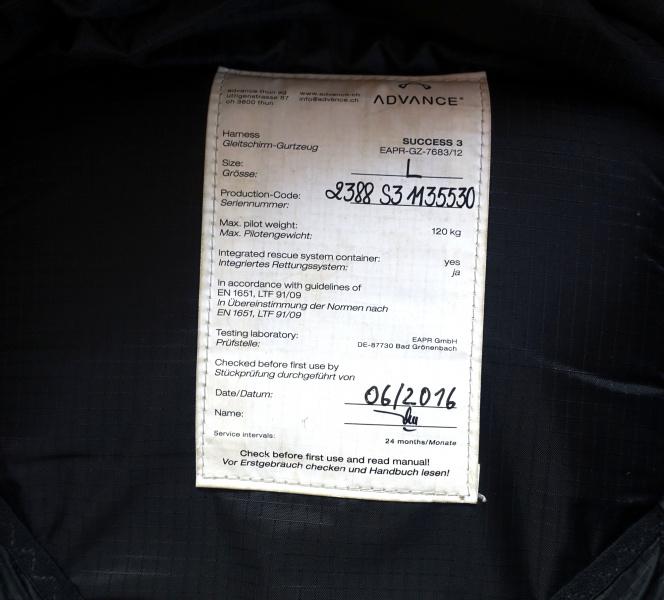 advance thun ag www.advance.ch
uttigenstrasse 87 info@advance.ch
ch 3600 thun
ADVANCE®
Harness SUCCESS 3
Gleitschirm-Gurtzeug EAPR-GZ-7683/12
Size: L
Grösse:
Production-Code: 2388 S3 1135530
Seriennummer:
Max. pilot weight: 120 kg
Max. Pilotengewicht:
Integrated rescue system container: yes
Integriertes Rettungssystem: ja
In accordance with guidelines of
EN 1651, LTF 91/09
In Übereinstimmung der Normen nach
EN 1651, LTF 91/09
Testing laboratory: EAPR GmbH
Prüfstelle: DE-87730 Bad Grönenbach
Checked before first use by
Stückprüfung durchgeführt von
Date/Datum: 06/2016
Name:
Service intervals: 24 months/Monate
Check before first use and read manual!
Vor Erstgebrauch checken und Handbuch lesen!